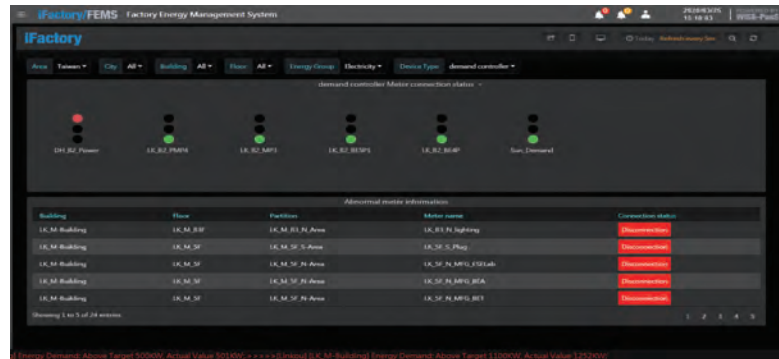 iFactory/FEMS Factory Energy Management System
iFactory
Area Taiwan City All Building All Floor All Energy Group Electricity Device Type demand controller
demand controller Meter connection status
DH_B2_Power LK_B2_PMP4 LK_B2_MP3 LK_B2_BESP1 LK_B2_BEAP Sun_Demand
Abnormal meter information
Building Floor Partition Meter name Connection status
LK_M-Building LK_M_B3F LK_M_B3_N_Area LK_B3_N_lighting Disconnection
LK_M-Building LK_M_5F LK_M_5F_S-Area LK_5F_S_Plug Disconnection
LK_M-Building LK_M_5F LK_M_5F_N-Area LK_5F_N_MFG_ESELab Disconnection
LK_M-Building LK_M_5F LK_M_5F_N-Area LK_5F_N_MFG_BTA Disconnection
LK_M-Building LK_M_5F LK_M_5F_N-Area LK_5F_N_MFG_BE1 Disconnection
Showing 1 to 5 of 24 entries 1 2 3 4 5
Energy Demand: Above Target 500KW, Actual Value 501KW; >>>>>[Linkou] [LK_M-Building] Energy Demand: Above Target 1100KW, Actual Value 1252KW;